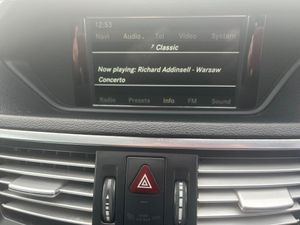 12:53
Navi Audio Tel Video System
Classic
Now playing: Richard Addinsell - Warsaw
Concerto
Radio Presets Info FM Sound